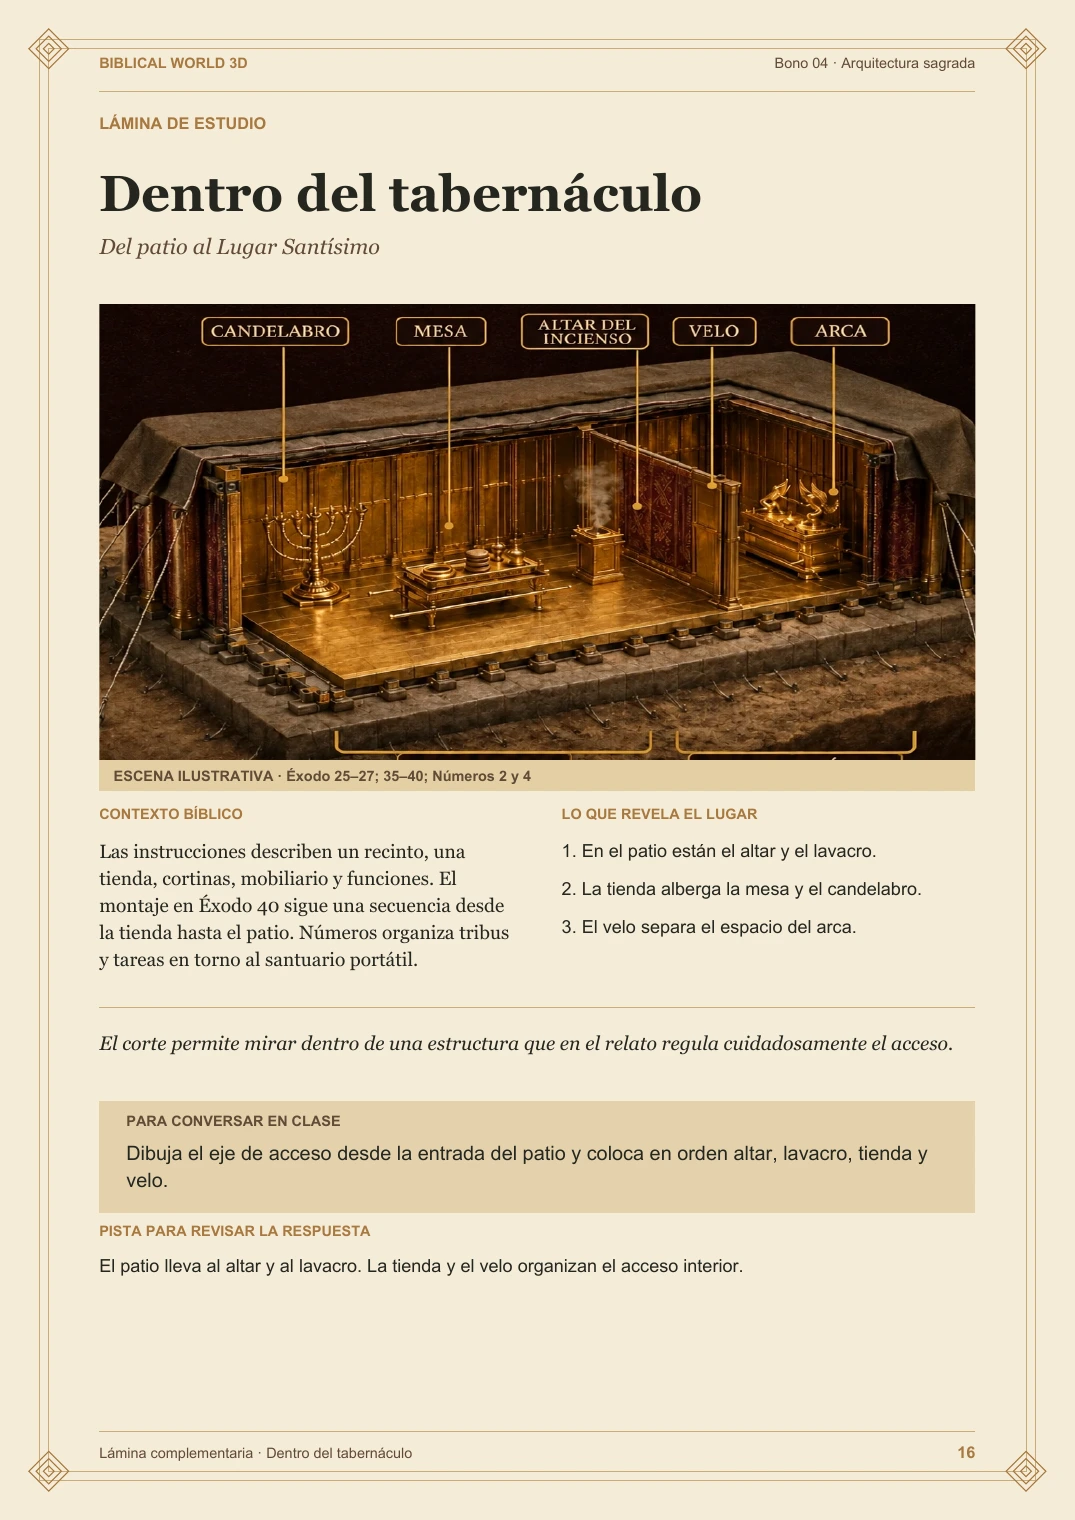 BIBLICAL WORLD 3D
Bono 04 · Arquitectura sagrada
LÁMINA DE ESTUDIO
Dentro del tabernáculo
Del patio al Lugar Santísimo
CANDELABRO
MESA
ALTAR DEL
INCIENSO
VELO
ARCA
ESCENA ILUSTRATIVA · Éxodo 25–27; 35–40; Números 2 y 4
CONTEXTO BÍBLICO
Las instrucciones describen un recinto, una
tienda, cortinas, mobiliario y funciones. El
montaje en Éxodo 40 sigue una secuencia desde
la tienda hasta el patio. Números organiza tribus
y tareas en torno al santuario portátil.
LO QUE REVELA EL LUGAR
1. En el patio están el altar y el lavacro.
2. La tienda alberga la mesa y el candelabro.
3. El velo separa el espacio del arca.
El corte permite mirar dentro de una estructura que en el relato regula cuidadosamente el acceso.
PARA CONVERSAR EN CLASE
Dibuja el eje de acceso desde la entrada del patio y coloca en orden altar, lavacro, tienda y
velo.
PISTA PARA REVISAR LA RESPUESTA
El patio lleva al altar y al lavacro. La tienda y el velo organizan el acceso interior.
Lámina complementaria · Dentro del tabernáculo
16